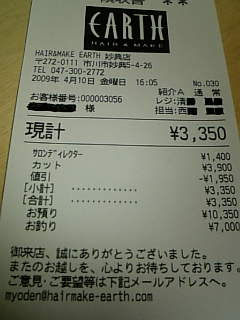 領収書 * *
EARTH
HAIR & MAKE
HAIR&MAKE EARTH 妙典店
〒272-0111 市川市妙典5-4-26
TEL 047-300-2772
2009年 4月10日 金曜日 16:05 No.030
紹介A 通常
お客様番号:000003056 レジ:清
様 担当:西
現計 ¥3,350
サロンディレクター ¥1,400
カット ¥3,900
値引 -¥1,950
[小計] ............. ¥3,350
[合計] ............. ¥3,350
お預り ¥10,350
お釣り ¥7,000
御来店、誠にありがとうございました。
またのお越しを、心よりお待ちしております。
ご意見・ご要望等は下記メールアドレスへ。
myoden@hairmake-earth.com